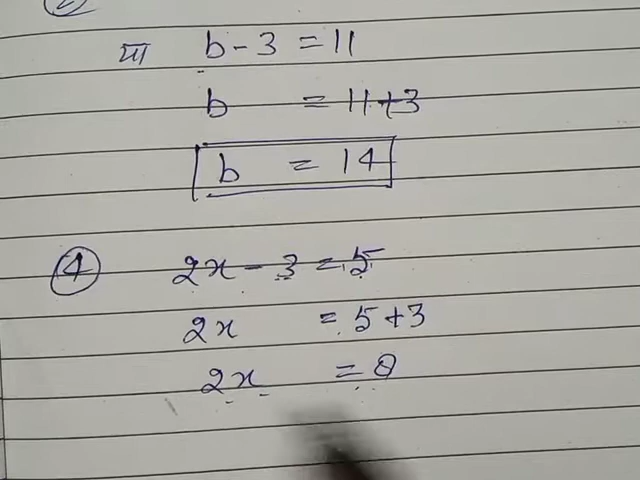 या b - 3 = 11
b = 11 + 3
b = 14
④ 2x - 3 = 5
2x = 5 + 3
2x = 8